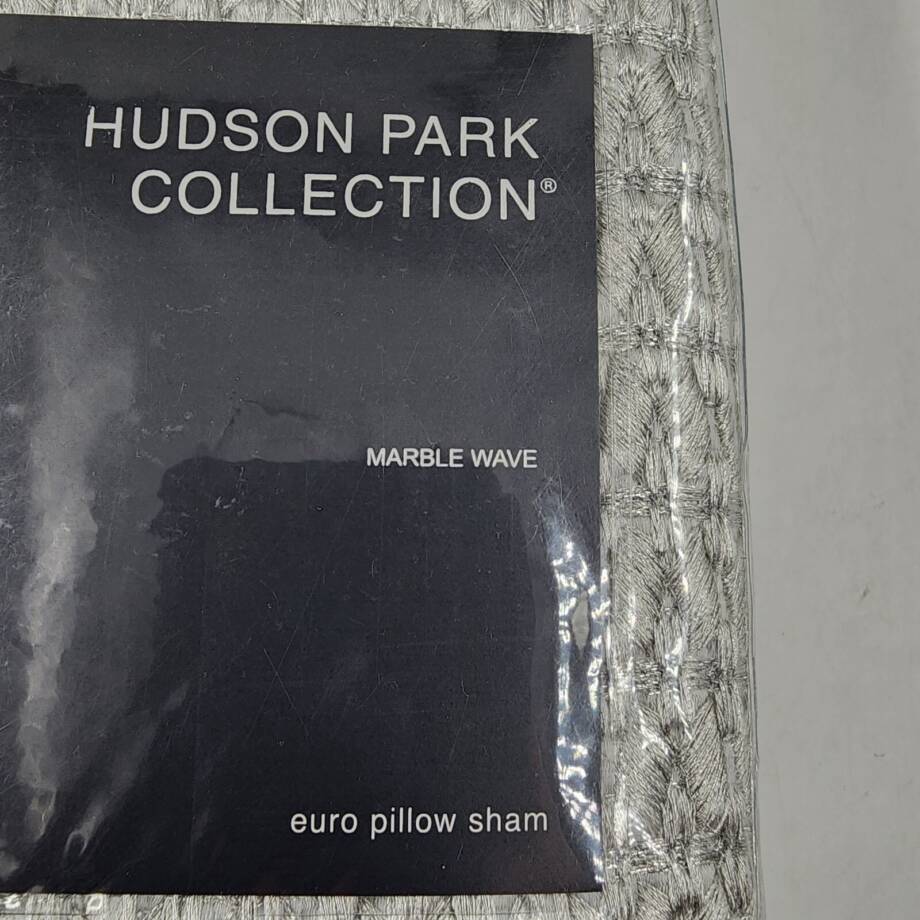 HUDSON PARK
COLLECTION®
MARBLE WAVE
euro pillow sham